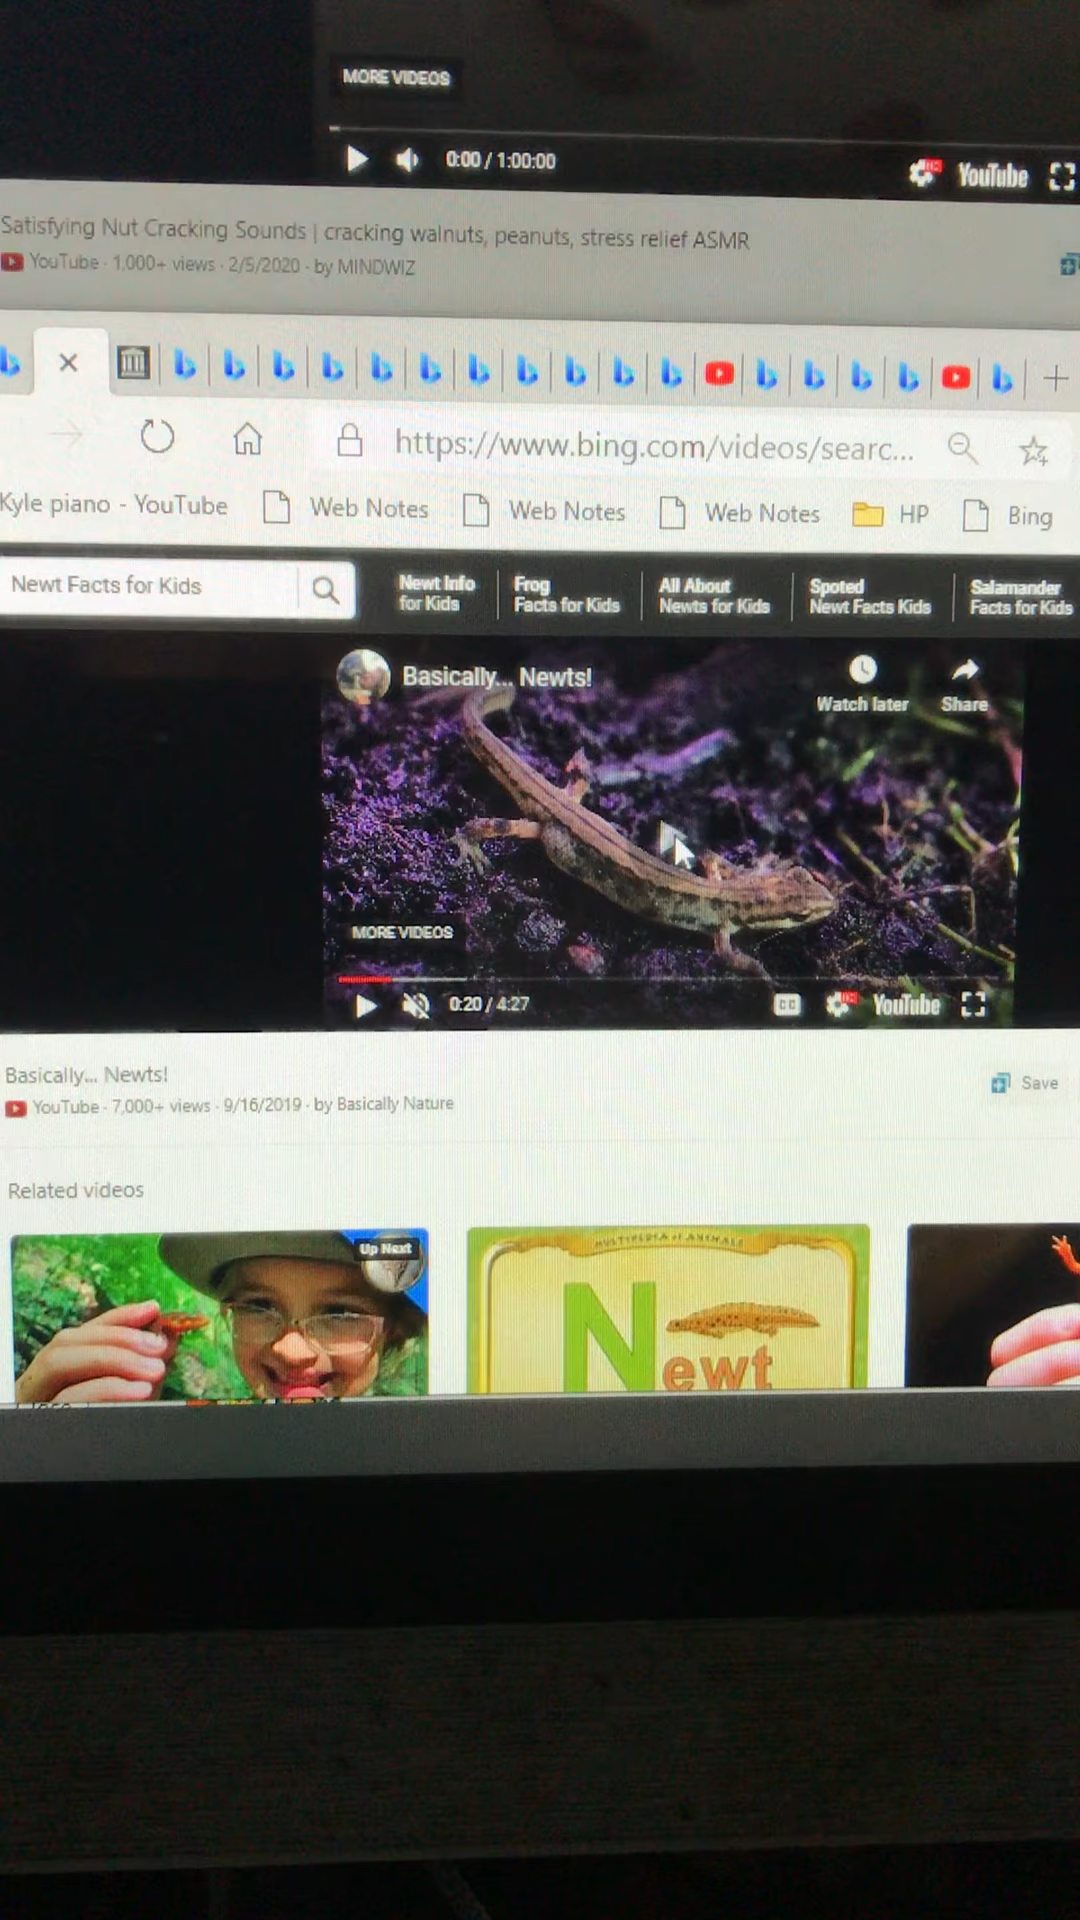 MORE VIDEOS
0:00 / 1:00:00
YouTube
Satisfying Nut Cracking Sounds | cracking walnuts, peanuts, stress relief ASMR
YouTube · 1,000+ views · 2/5/2020 · by MINDWIZ
https://www.bing.com/videos/searc...
Kyle piano - YouTube Web Notes Web Notes Web Notes HP Bing
Newt Facts for Kids
Newt Info
for Kids
Frog
Facts for Kids
All About
Newts for Kids
Spoted
Newt Facts Kids
Salamander
Facts for Kids
Basically... Newts!
Watch later
Share
MORE VIDEOS
0:20 / 4:27
CC
YouTube
Basically... Newts!
Save
YouTube · 7,000+ views · 9/16/2019 · by Basically Nature
Related videos
Up Next
Newt